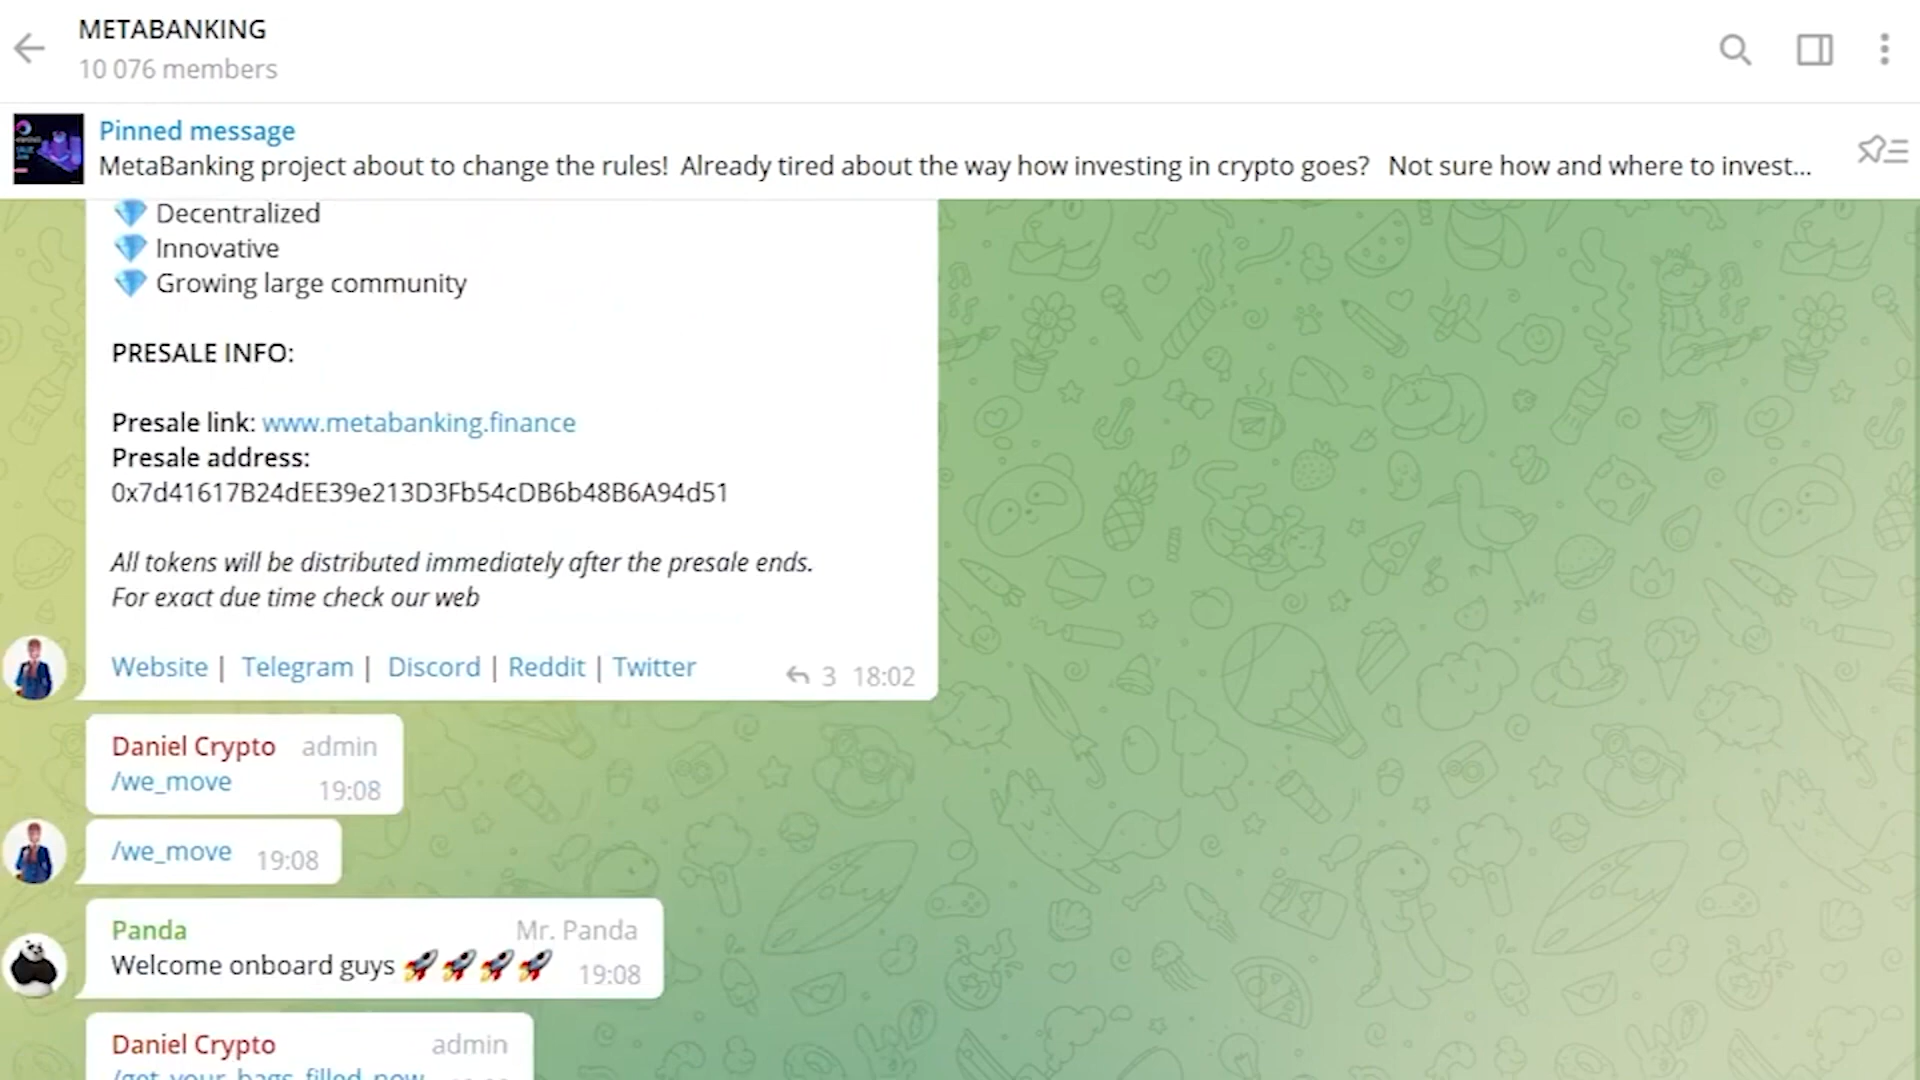 METABANKING
10 076 members
Pinned message
MetaBanking project about to change the rules! Already tired about the way how investing in crypto goes? Not sure how and where to invest...
Decentralized
Innovative
Growing large community
PRESALE INFO:
Presale link: www.metabanking.finance
Presale address:
0x7d41617B24dEE39e213D3Fb54cDB6b48B6A94d51
All tokens will be distributed immediately after the presale ends.
For exact due time check our web
Website | Telegram | Discord | Reddit | Twitter 3 18:02
Daniel Crypto admin
/we_move 19:08
/we_move 19:08
Panda Mr. Panda
Welcome onboard guys 🚀🚀🚀🚀 19:08
Daniel Crypto admin
/get_your_bags_filled_now